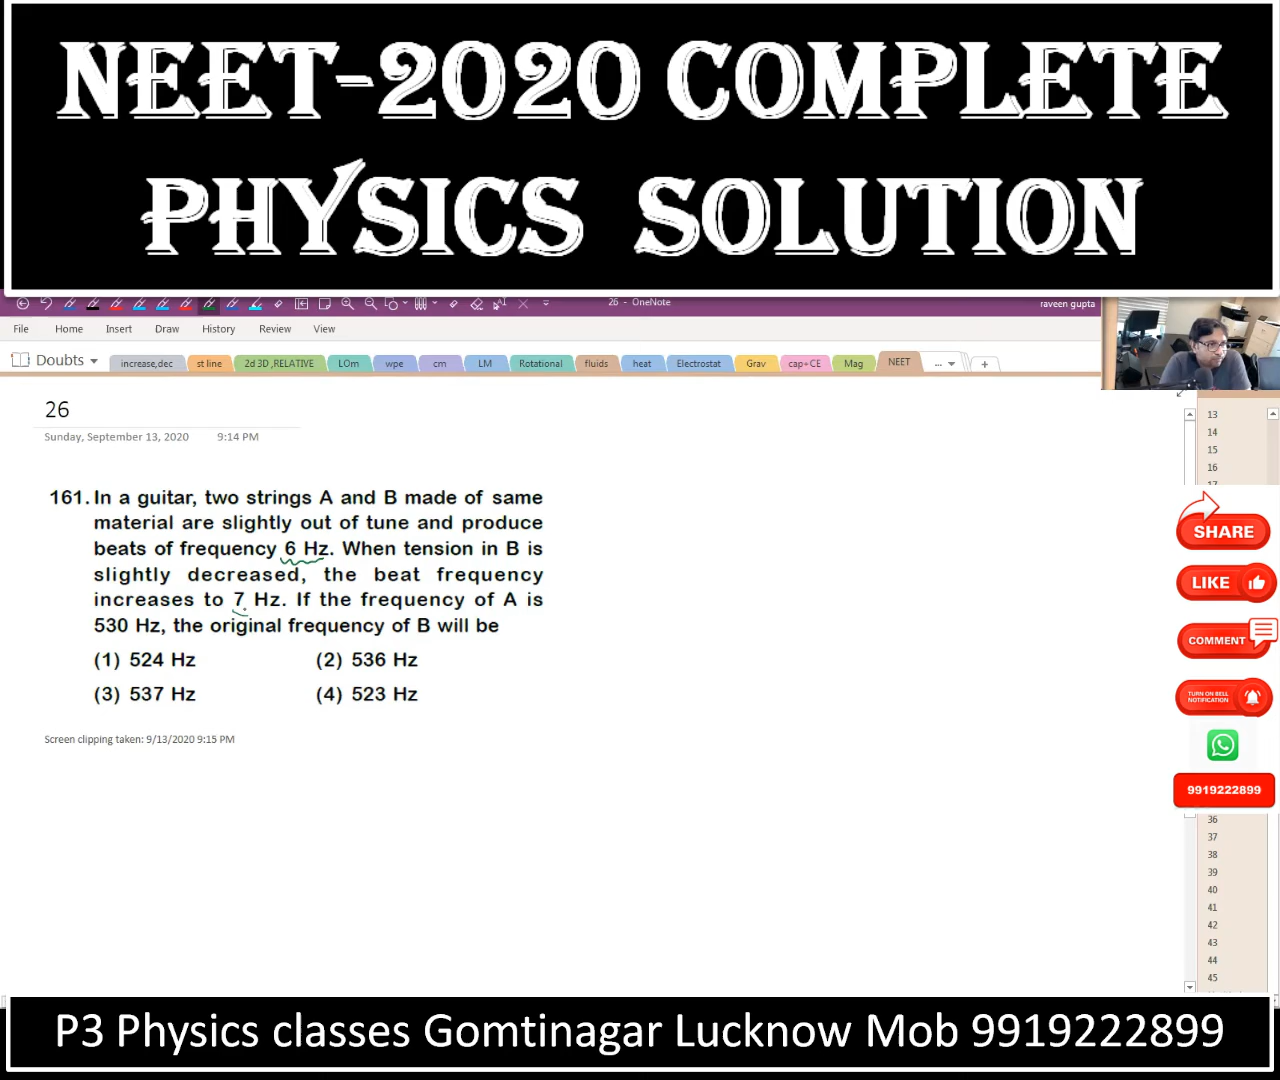 NEET-2020 COMPLETE
PHYSICS SOLUTION
26 - OneNote
raveen gupta
File Home Insert Draw History Review View
Doubts increase,dec st line 2d 3D ,RELATIVE LOm wpe cm LM Rotational fluids heat Electrostat Grav cap+CE Mag NEET ... +
26
Sunday, September 13, 2020 9:14 PM
13
14
15
16
17
161. In a guitar, two strings A and B made of same
material are slightly out of tune and produce
beats of frequency 6 Hz. When tension in B is
slightly decreased, the beat frequency
increases to 7 Hz. If the frequency of A is
530 Hz, the original frequency of B will be
(1) 524 Hz (2) 536 Hz
(3) 537 Hz (4) 523 Hz
Screen clipping taken: 9/13/2020 9:15 PM
SHARE
LIKE
COMMENT
TURN ON BELL
NOTIFICATION
9919222899
36
37
38
39
40
41
42
43
44
45
P3 Physics classes Gomtinagar Lucknow Mob 9919222899